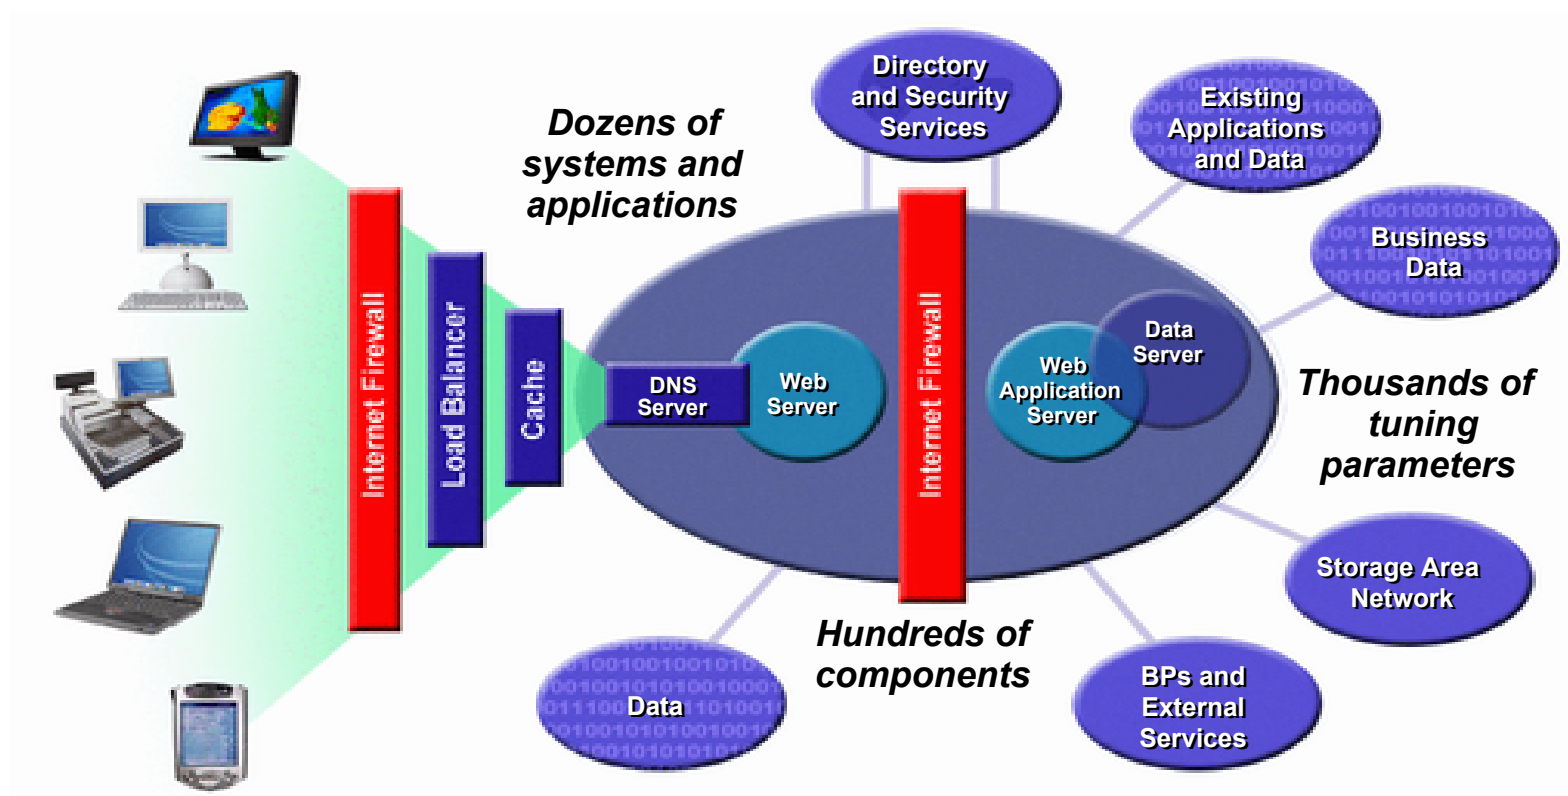 Directory
and Security
Services
Existing
Applications
and Data
Dozens of
systems and
applications
Business
Data
Internet Firewall
Load Balancer
Cache
DNS
Server
Web
Server
Internet Firewall
Web
Application
Server
Data
Server
Thousands of
tuning
parameters
Storage Area
Network
Hundreds of
components
Data
BPs and
External
Services